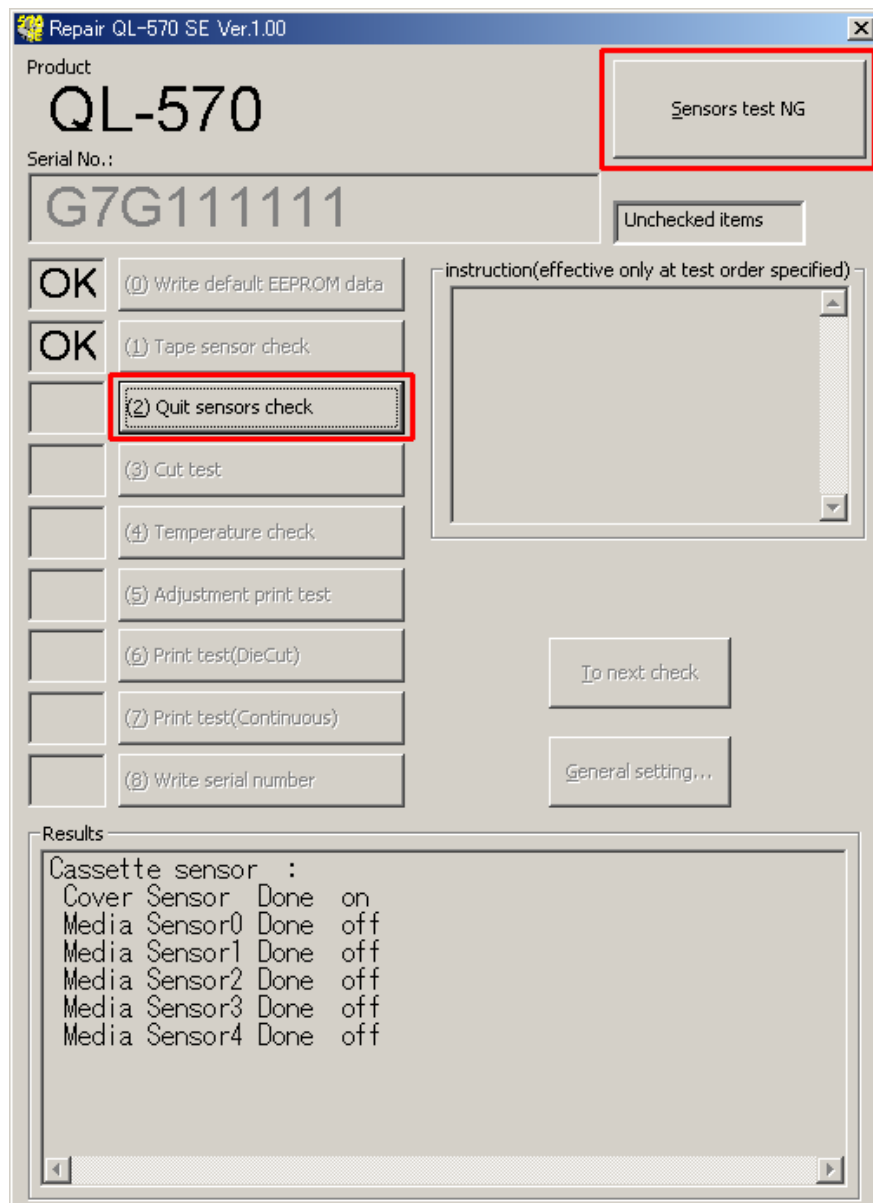 Repair QL-570 SE Ver.1.00
Product
QL-570
Sensors test NG
Serial No.:
G7G111111
Unchecked items
OK (0) Write default EEPROM data
instruction(effective only at test order specified)
OK (1) Tape sensor check
(2) Quit sensors check
(3) Cut test
(4) Temperature check
(5) Adjustment print test
(6) Print test(DieCut)
To next check
(7) Print test(Continuous)
General setting...
(8) Write serial number
Results
Cassette sensor :
Cover Sensor Done on
Media Sensor0 Done off
Media Sensor1 Done off
Media Sensor2 Done off
Media Sensor3 Done off
Media Sensor4 Done off